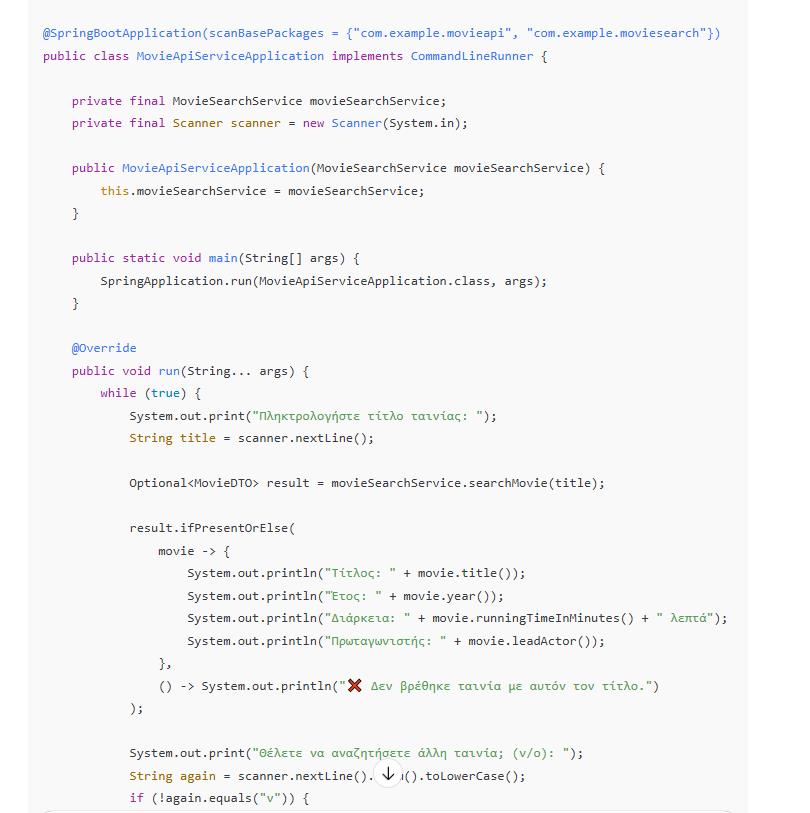 @SpringBootApplication(scanBasePackages = {"com.example.movieapi", "com.example.moviesearch"})
public class MovieApiServiceApplication implements CommandLineRunner {
private final MovieSearchService movieSearchService;
private final Scanner scanner = new Scanner(System.in);
public MovieApiServiceApplication(MovieSearchService movieSearchService) {
this.movieSearchService = movieSearchService;
}
public static void main(String[] args) {
SpringApplication.run(MovieApiServiceApplication.class, args);
}
@Override
public void run(String... args) {
while (true) {
System.out.print("Πληκτρολογήστε τίτλο ταινίας: ");
String title = scanner.nextLine();
Optional<MovieDTO> result = movieSearchService.searchMovie(title);
result.ifPresentOrElse(
movie -> {
System.out.println("Τίτλος: " + movie.title());
System.out.println("Έτος: " + movie.year());
System.out.println("Διάρκεια: " + movie.runningTimeInMinutes() + " λεπτά");
System.out.println("Πρωταγωνιστής: " + movie.leadActor());
},
() -> System.out.println("❌ Δεν βρέθηκε ταινία με αυτόν τον τίτλο.")
);
System.out.print("Θέλετε να αναζητήσετε άλλη ταινία; (ν/ο): ");
String again = scanner.nextLine().().toLowerCase();
if (!again.equals("ν")) {